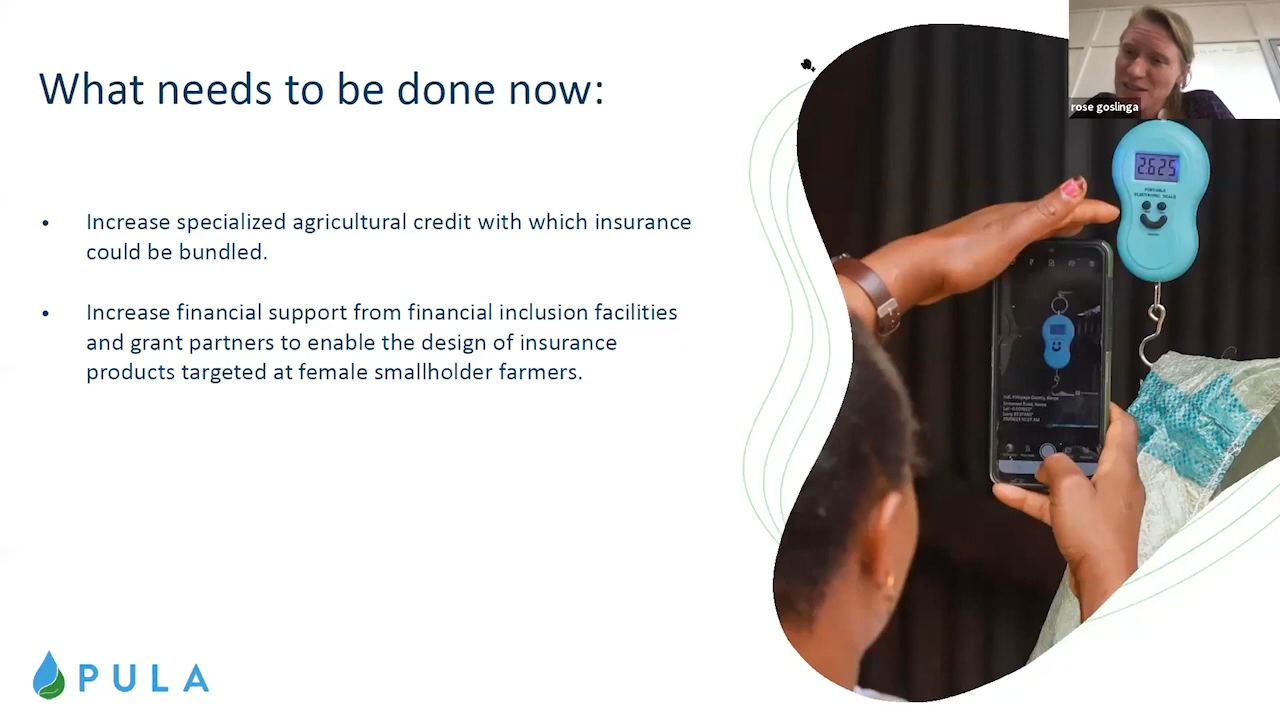 What needs to be done now:
rose goslinga
2.625
PORTABLE
ELECTRONIC SCALE
• Increase specialized agricultural credit with which insurance
could be bundled.
• Increase financial support from financial inclusion facilities
and grant partners to enable the design of insurance
products targeted at female smallholder farmers.
PULA